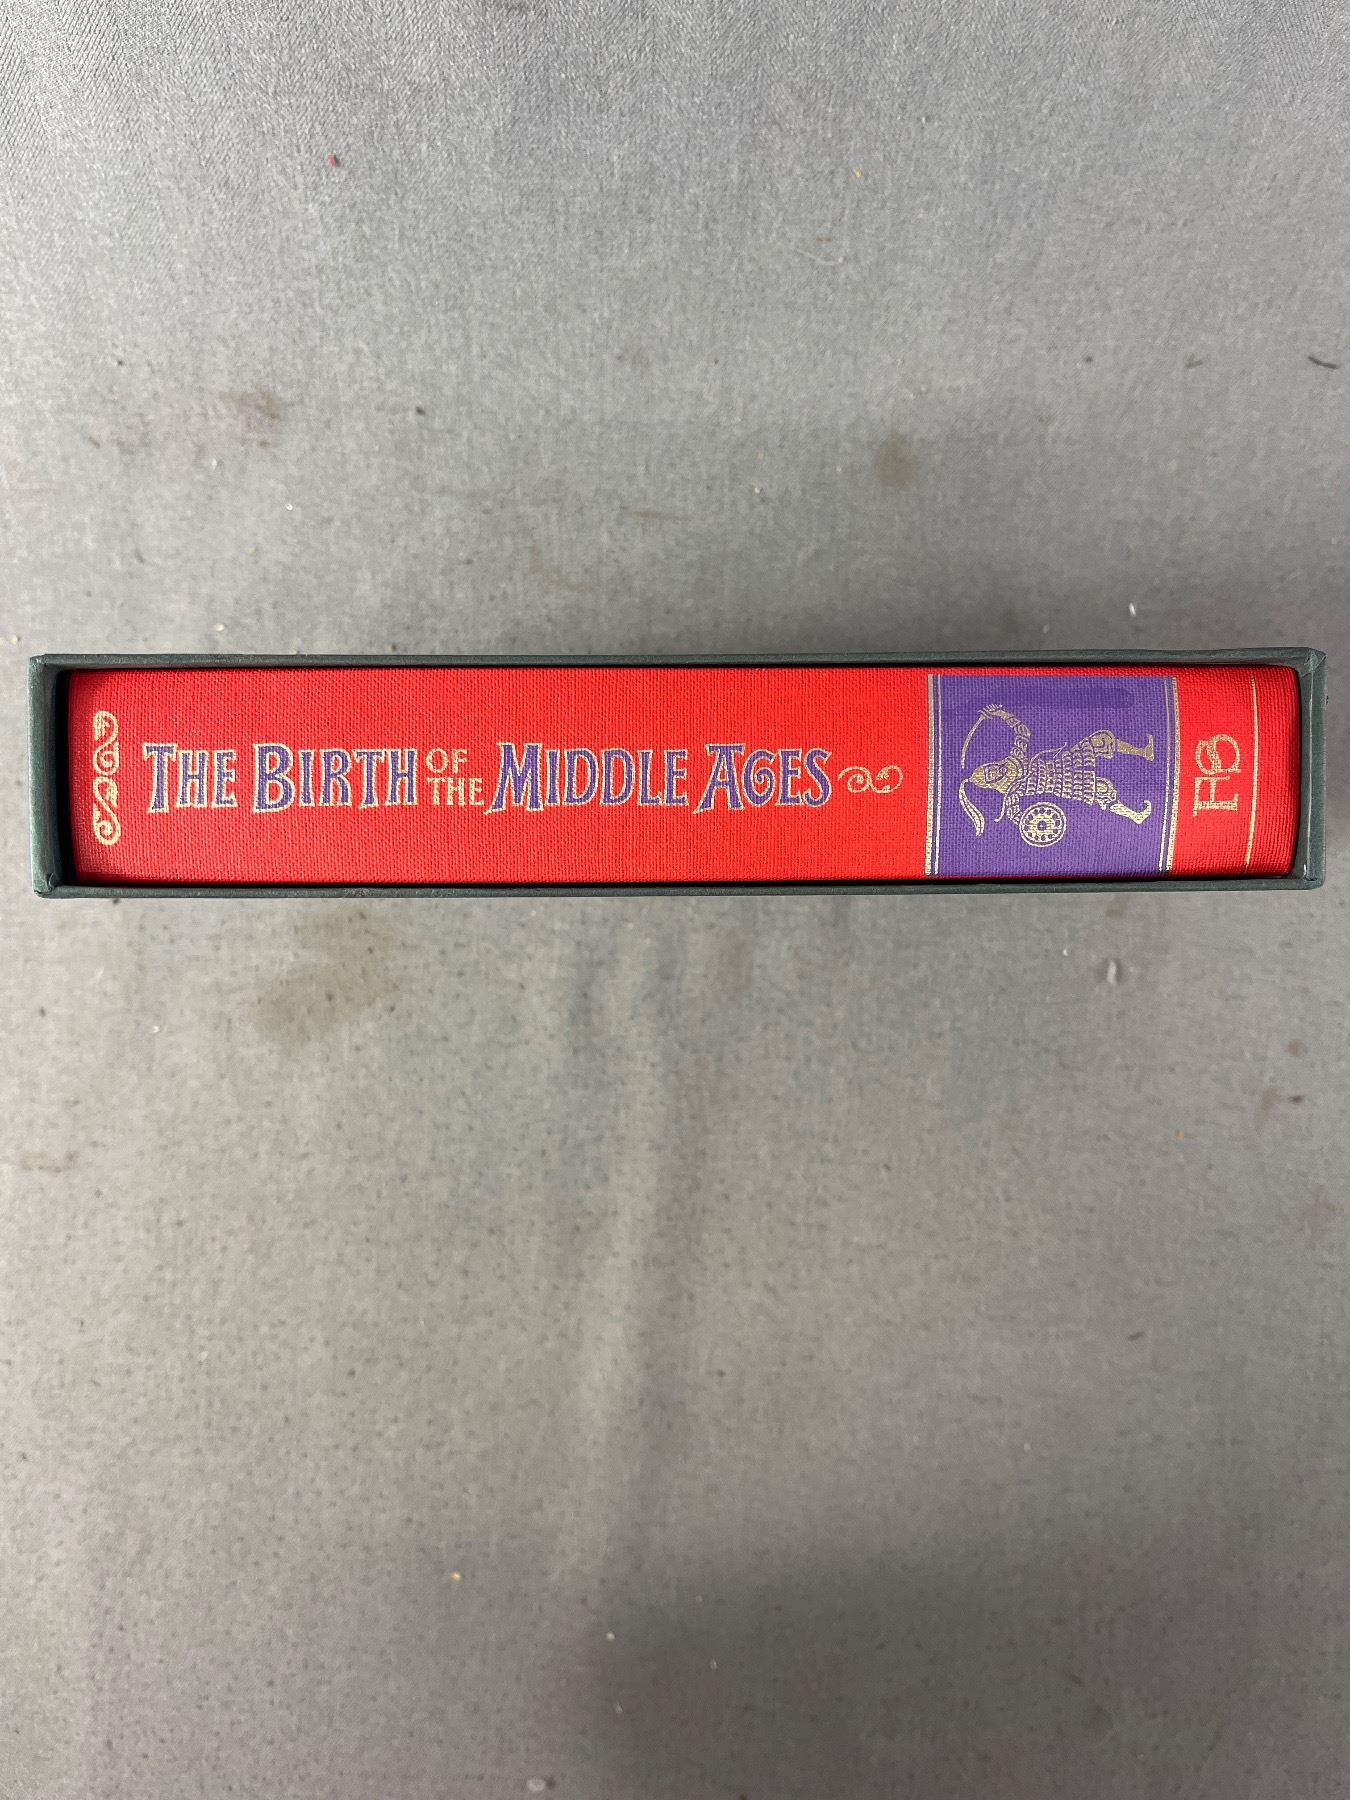 THE BIRTH OF THE MIDDLE AGES
FS